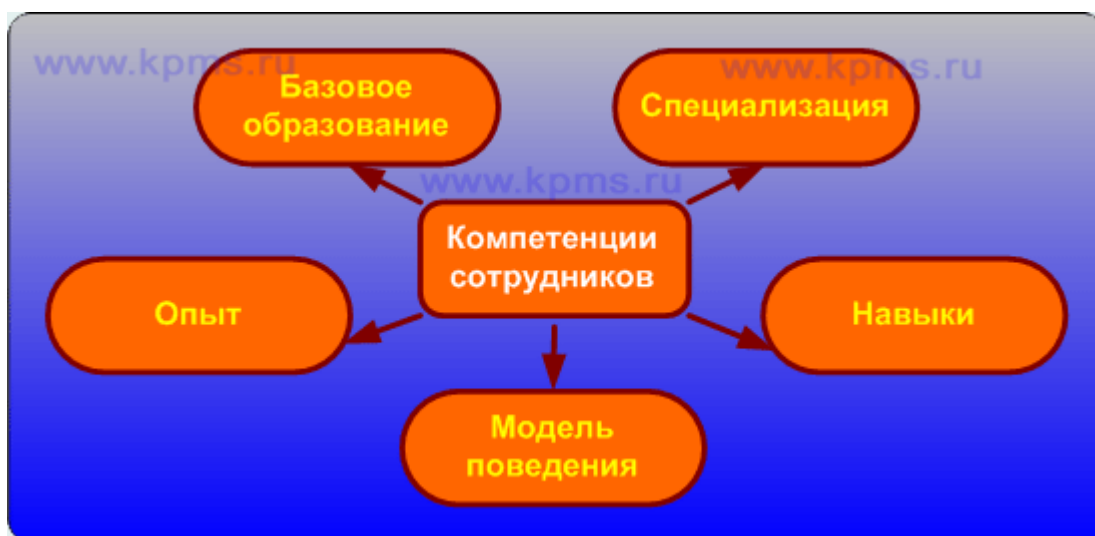 www.kpms.ru
www.kpms.ru
Базовое
образование
Специализация
www.kpms.ru
Компетенции
сотрудников
Опыт
Навыки
Модель
поведения